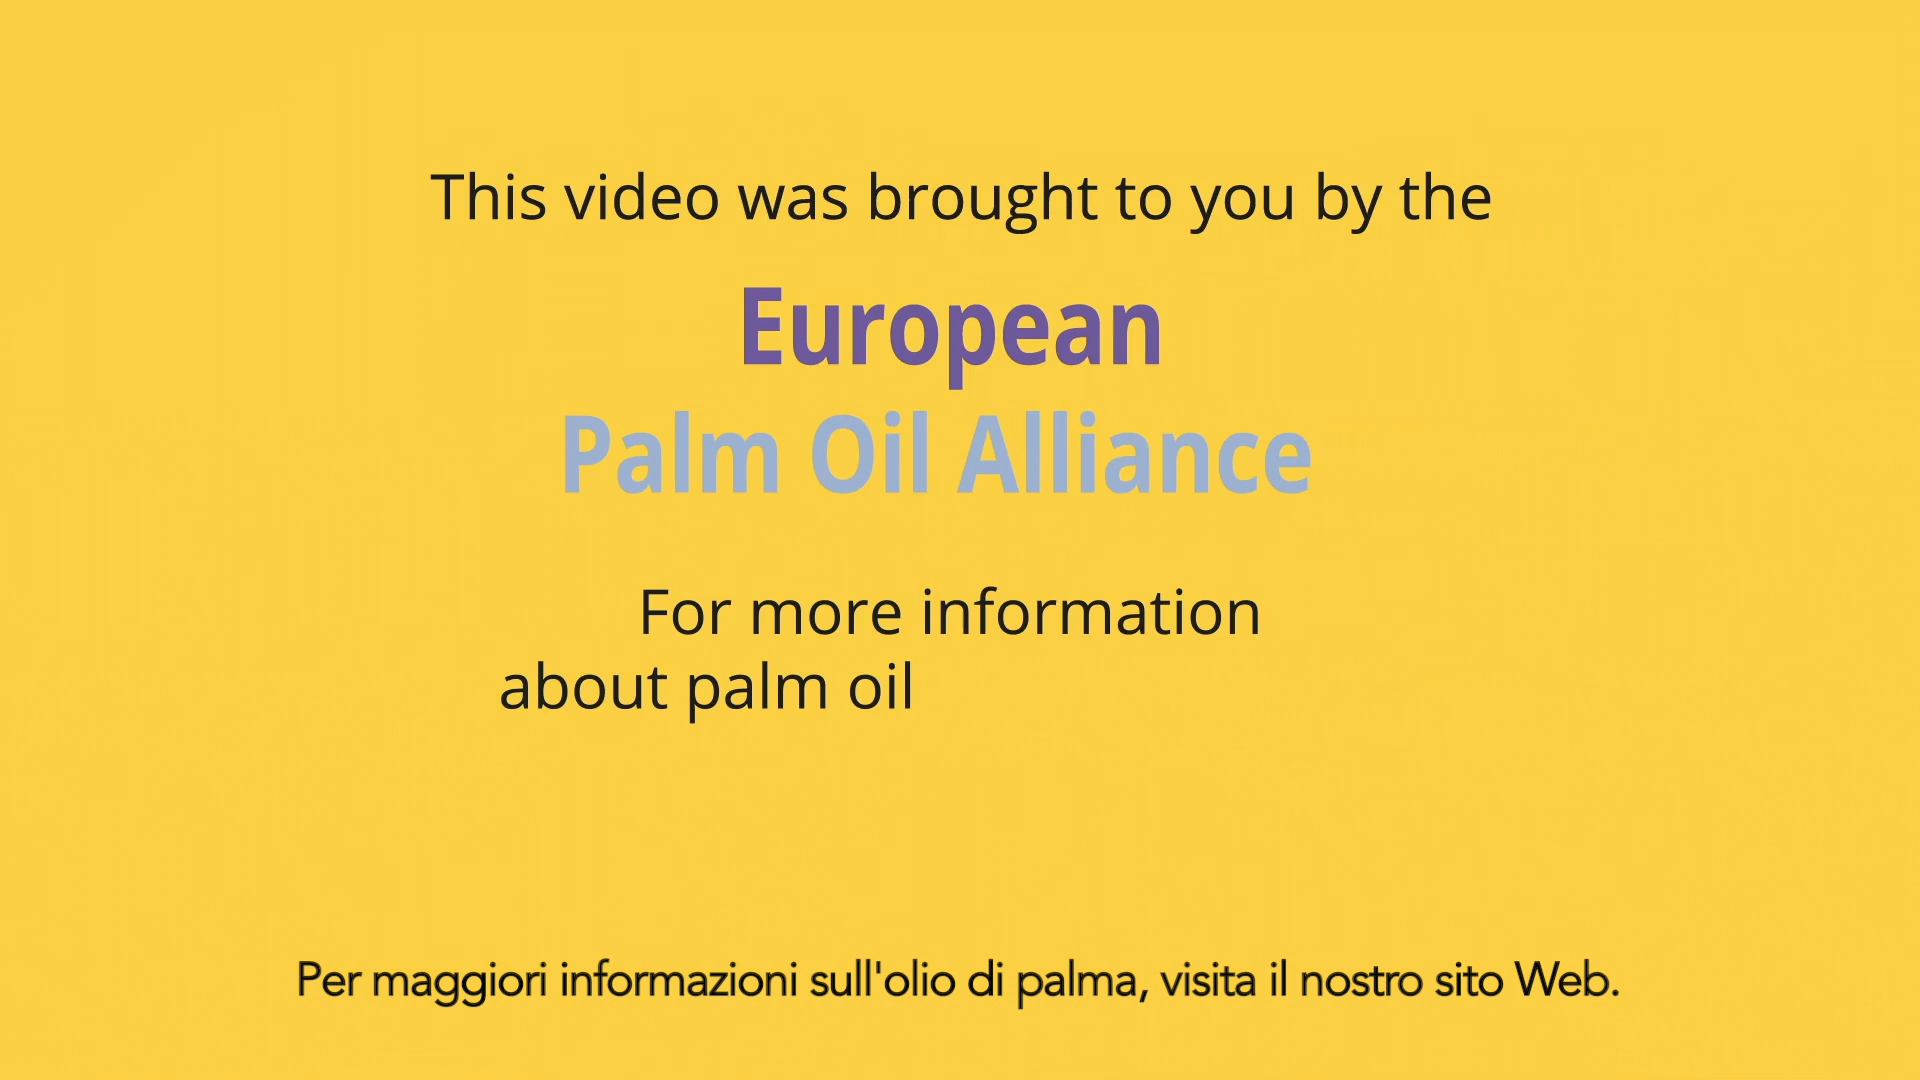 This video was brought to you by the
European
Palm Oil Alliance
For more information
about palm oil
Per maggiori informazioni sull'olio di palma, visita il nostro sito Web.